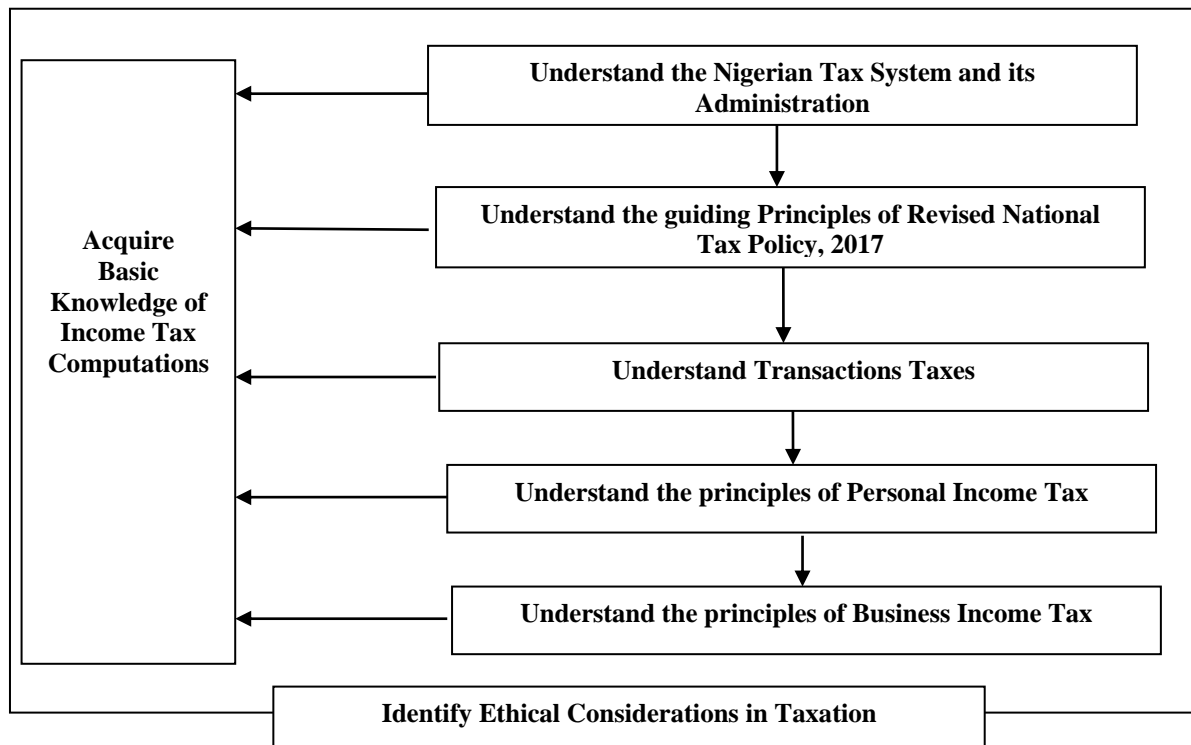 Understand the Nigerian Tax System and its
Administration
Understand the guiding Principles of Revised National
Tax Policy, 2017
Acquire
Basic
Knowledge of
Income Tax
Computations
Understand Transactions Taxes
Understand the principles of Personal Income Tax
Understand the principles of Business Income Tax
Identify Ethical Considerations in Taxation